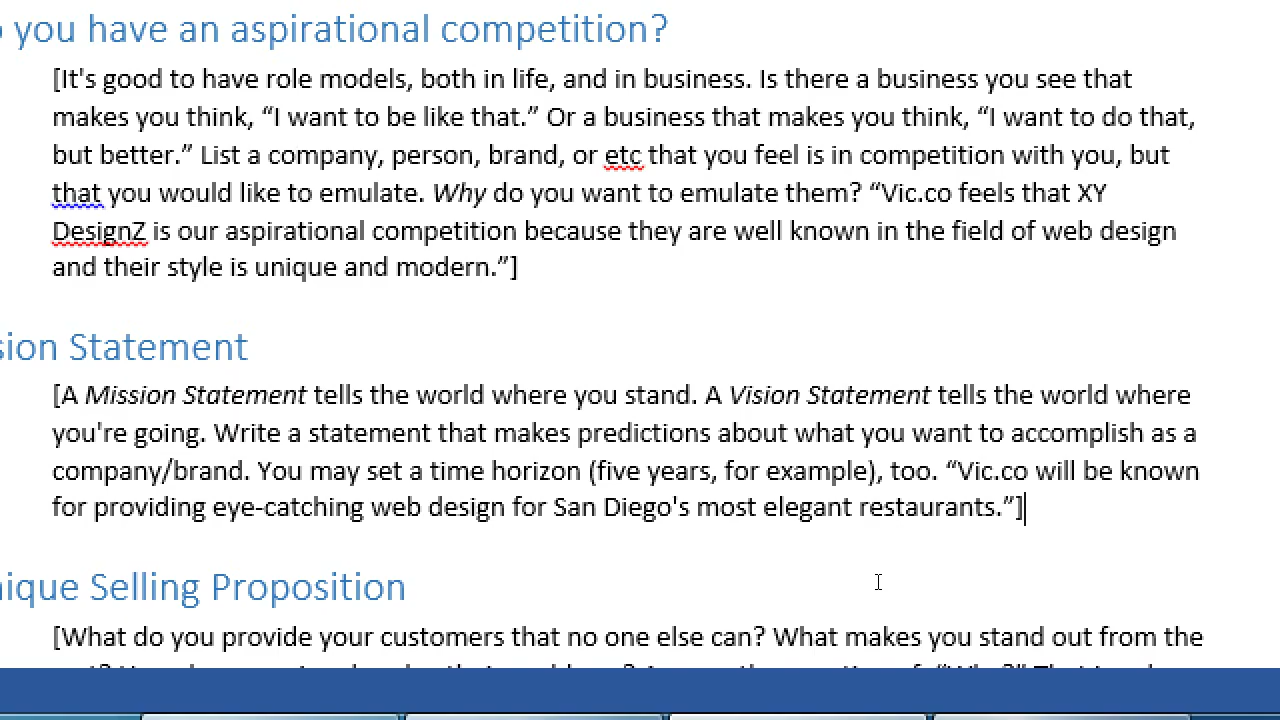 you have an aspirational competition?
[It's good to have role models, both in life, and in business. Is there a business you see that
makes you think, “I want to be like that.” Or a business that makes you think, “I want to do that,
but better.” List a company, person, brand, or etc that you feel is in competition with you, but
that you would like to emulate. Why do you want to emulate them? “Vic.co feels that XY
DesignZ is our aspirational competition because they are well known in the field of web design
and their style is unique and modern.”]
sion Statement
[A Mission Statement tells the world where you stand. A Vision Statement tells the world where
you're going. Write a statement that makes predictions about what you want to accomplish as a
company/brand. You may set a time horizon (five years, for example), too. “Vic.co will be known
for providing eye-catching web design for San Diego's most elegant restaurants.”]
ique Selling Proposition
[What do you provide your customers that no one else can? What makes you stand out from the